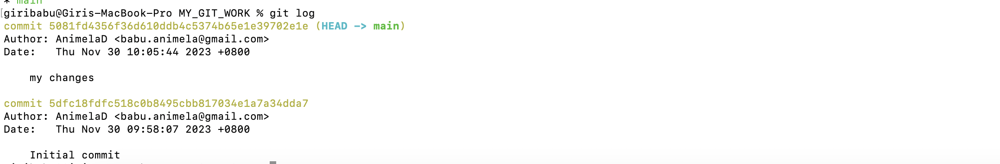 * main
giribabu@Giris-MacBook-Pro MY_GIT_WORK % git log
commit 5081fd4356f36d610ddb4c5374b65e1e39702e1e (HEAD -> main)
Author: AnimelaD <babu.animela@gmail.com>
Date:   Thu Nov 30 10:05:44 2023 +0800
my changes
commit 5dfc18fdfc518c0b8495cbb817034e1a7a34dda7
Author: AnimelaD <babu.animela@gmail.com>
Date:   Thu Nov 30 09:58:07 2023 +0800
Initial commit